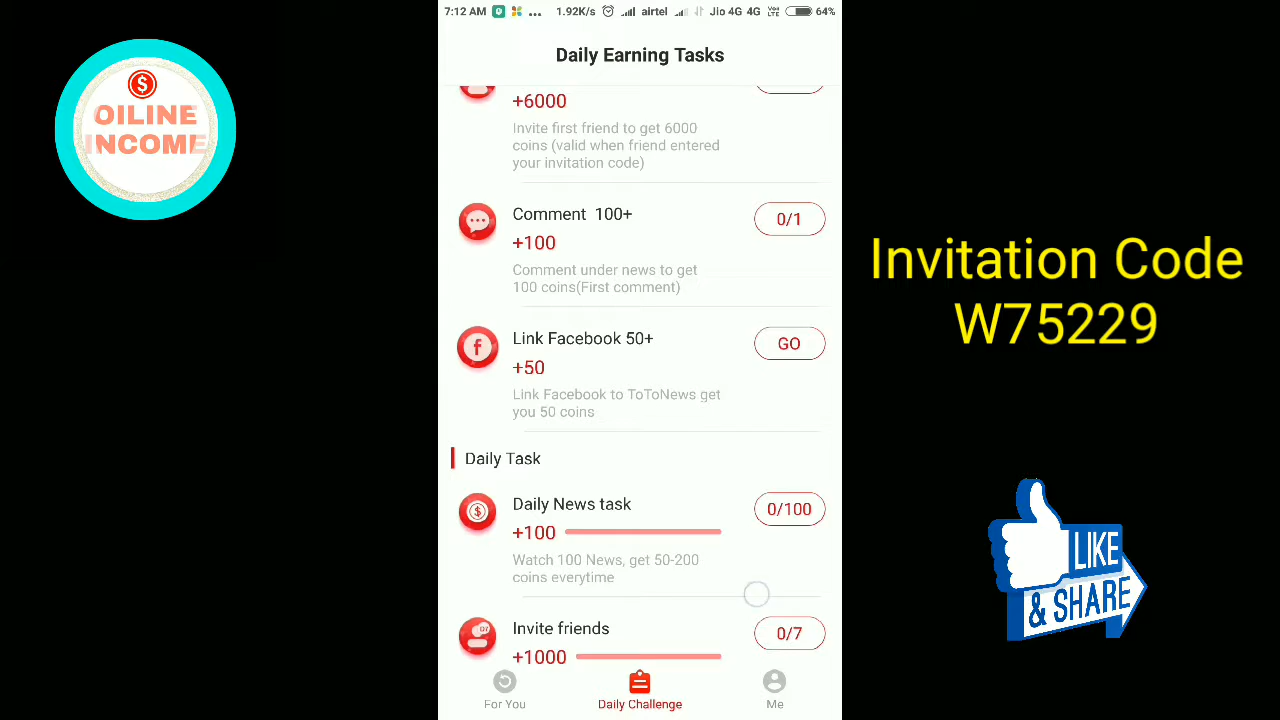 OILINE
INCOME
7:12 AM ... 1.92K/s airtel Jio 4G 4G VoLTE 64%
Daily Earning Tasks
+6000
Invite first friend to get 6000
coins (valid when friend entered
your invitation code)
Comment 100+
0/1
+100
Comment under news to get
100 coins(First comment)
Link Facebook 50+
GO
+50
Link Facebook to ToToNews get
you 50 coins
Daily Task
Daily News task
0/100
+100
Watch 100 News, get 50-200
coins everytime
Invite friends
0/7
+1000
For You
Daily Challenge
Me
Invitation Code
W75229
LIKE
& SHARE